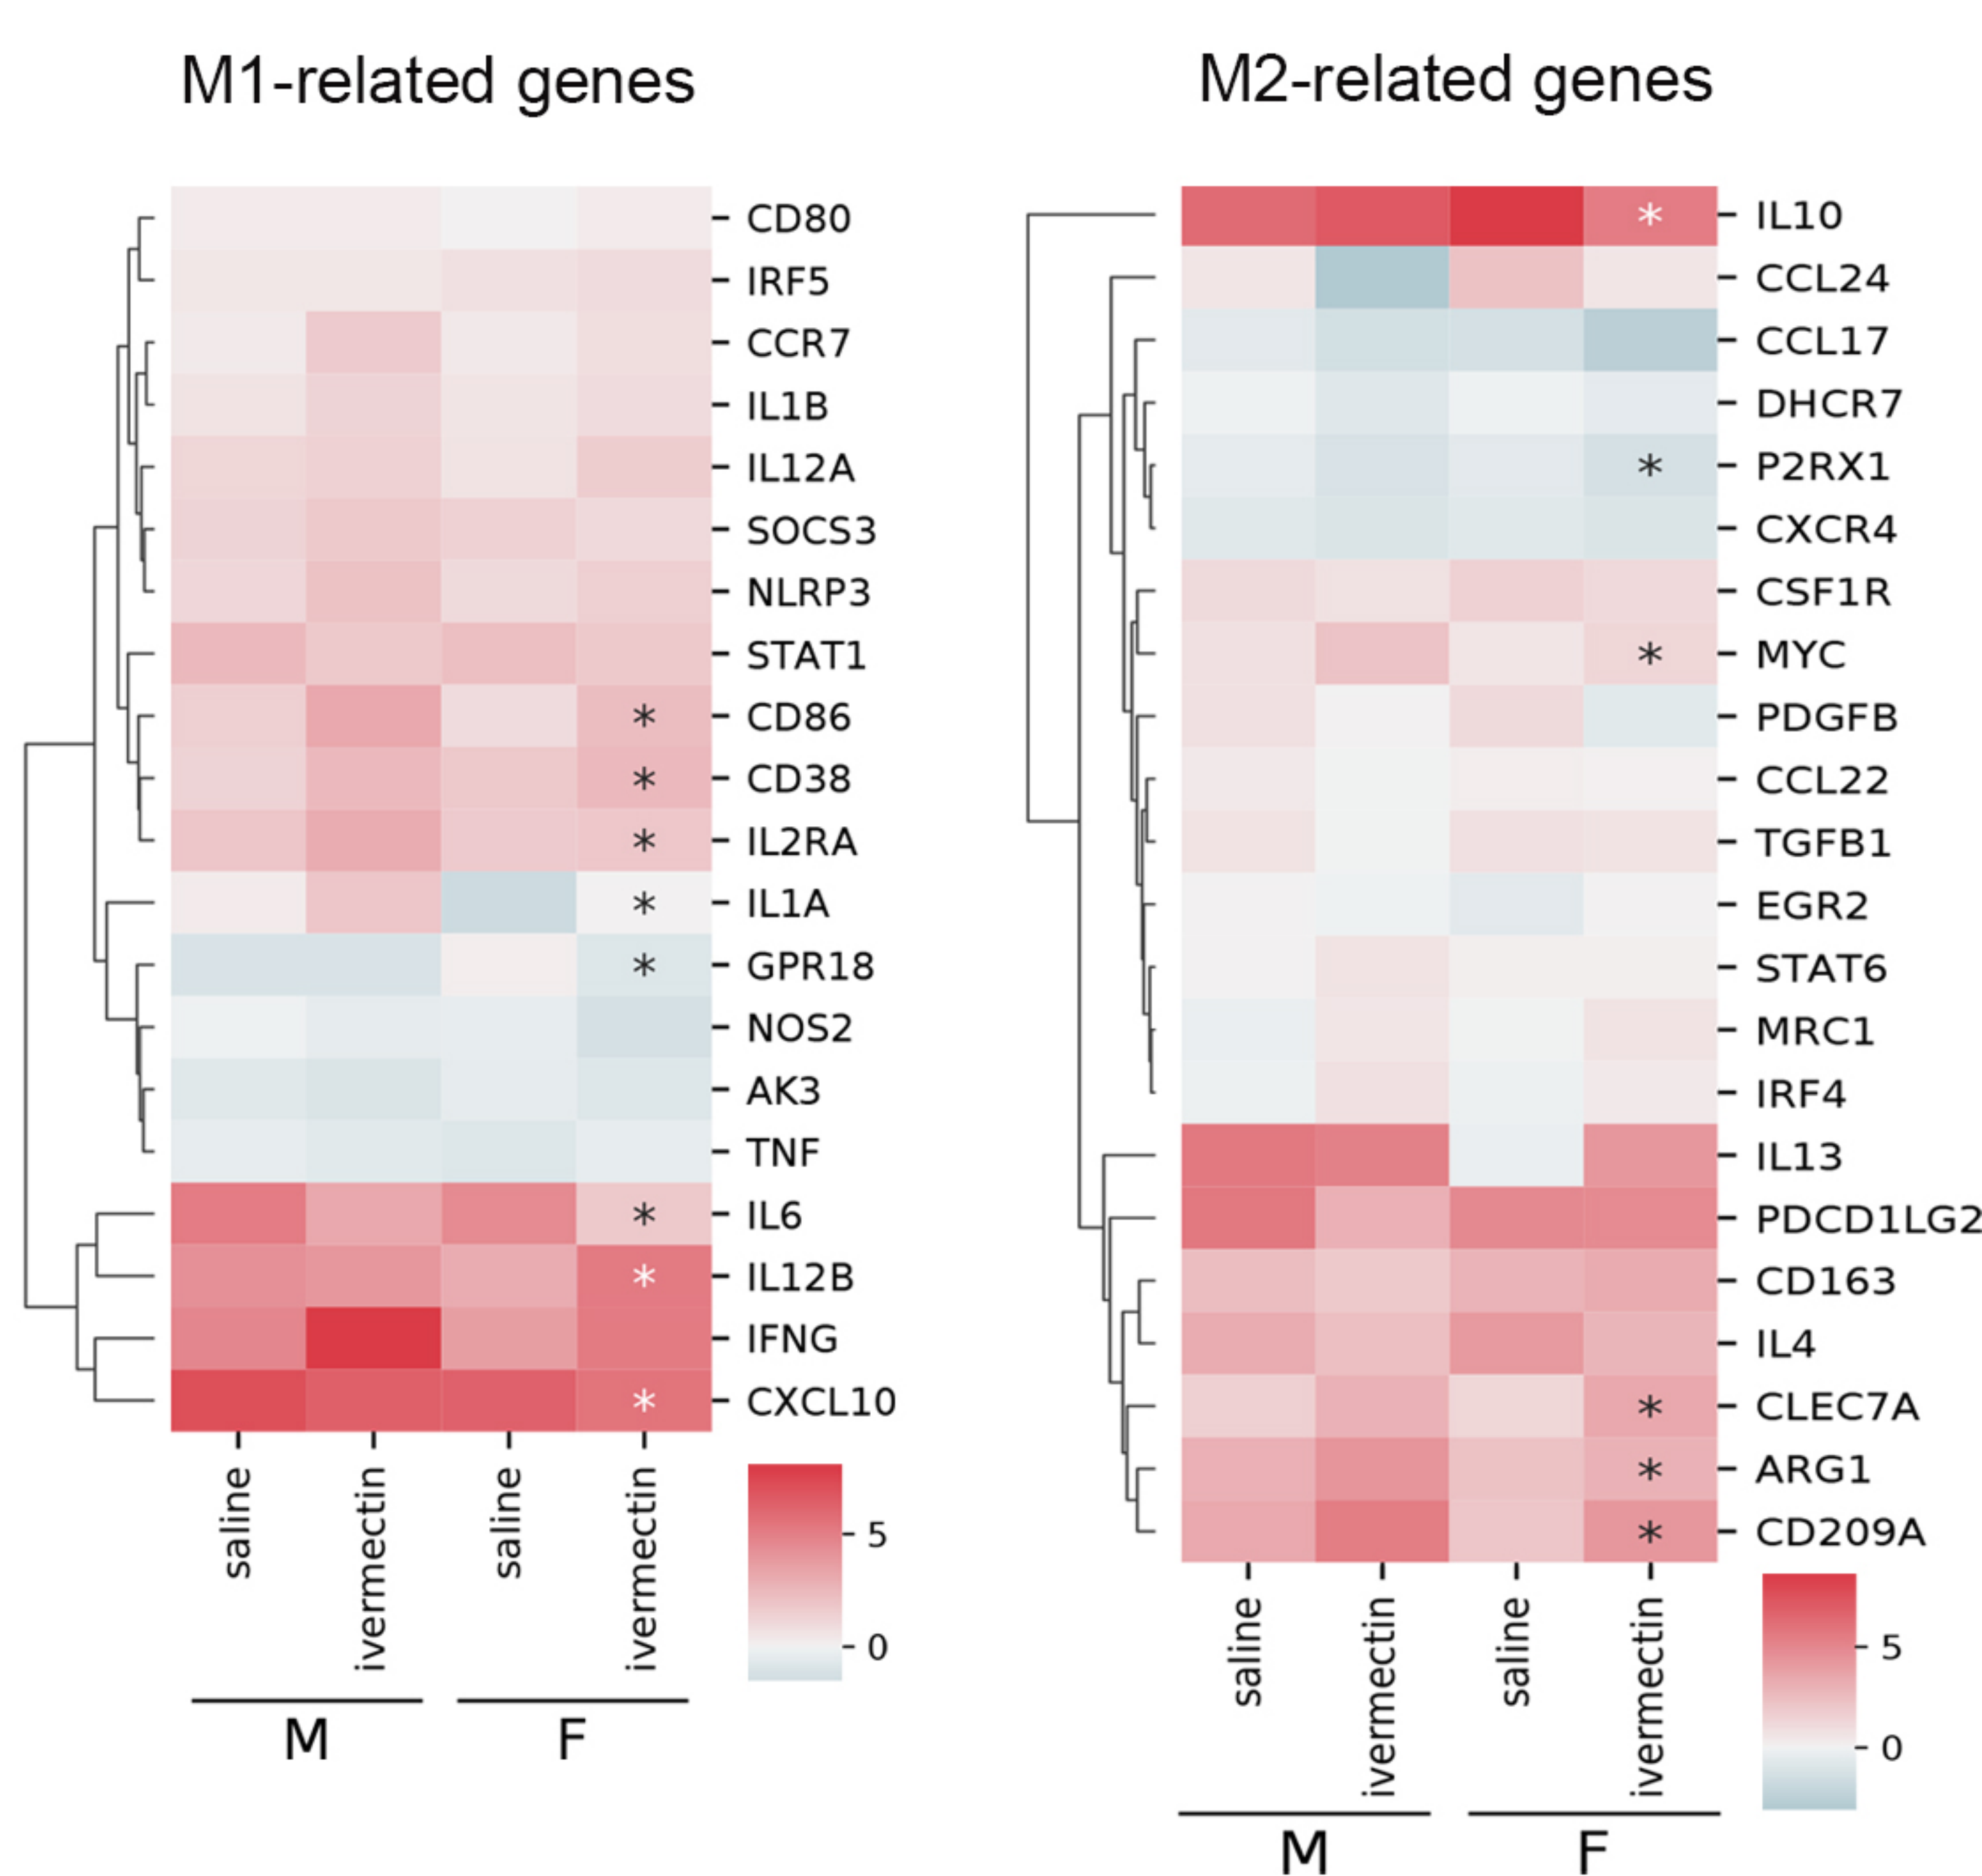 M1-related genes
CD80
IRF5
CCR7
IL1B
IL12A
SOCS3
NLRP3
STAT1
* CD86
* CD38
* IL2RA
* IL1A
* GPR18
NOS2
AK3
TNF
* IL6
* IL12B
IFNG
* CXCL10
saline
ivermectin
saline
ivermectin
M
F
5
0
M2-related genes
* IL10
CCL24
CCL17
DHCR7
* P2RX1
CXCR4
CSF1R
* MYC
PDGFB
CCL22
TGFB1
EGR2
STAT6
MRC1
IRF4
IL13
PDCD1LG2
CD163
IL4
* CLEC7A
* ARG1
* CD209A
saline
ivermectin
saline
ivermectin
M
F
5
0